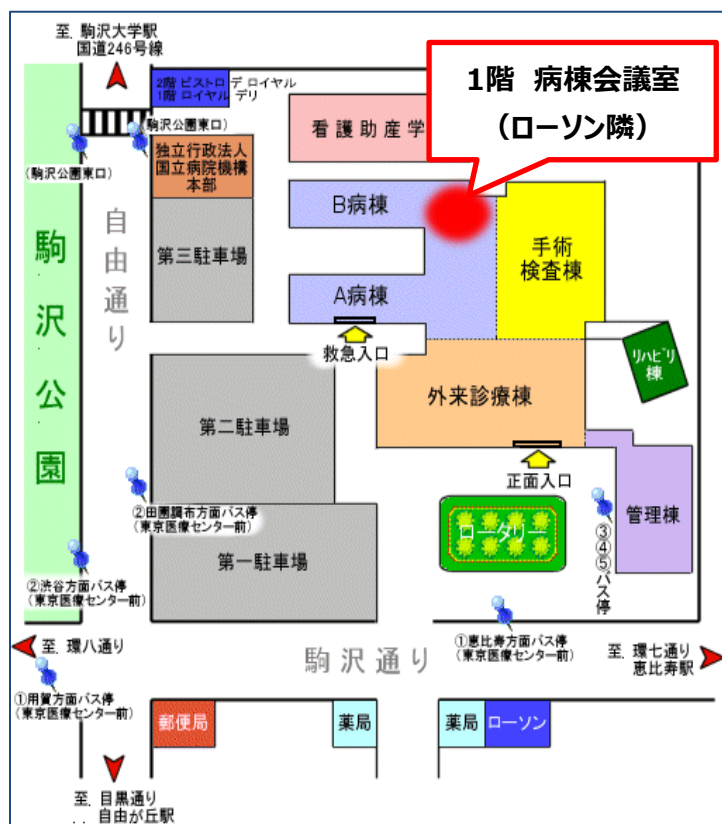 至. 駒沢大学駅
国道246号線
1階 病棟会議室
（ローソン隣）
2階 ビストロ デ ロイヤル
1階 ロイヤル デリ
(駒沢公園東口)
(駒沢公園東口)
独立行政法人
国立病院機構
本部
看護助産学
B病棟
手術
検査棟
自由通り
駒沢公園
第三駐車場
A病棟
救急入口
リハビリ
棟
外来診療棟
第二駐車場
正面入口
②田園調布方面バス停
(東京医療センター前)
ロータリー
③④⑤バス停
管理棟
第一駐車場
②渋谷方面バス停
(東京医療センター前)
①恵比寿方面バス停
(東京医療センター前)
至. 環八通り
駒沢通り
至. 環七通り
恵比寿駅
①用賀方面バス停
(東京医療センター前)
郵便局
薬局
薬局
ローソン
至. 目黒通り
自由が丘駅